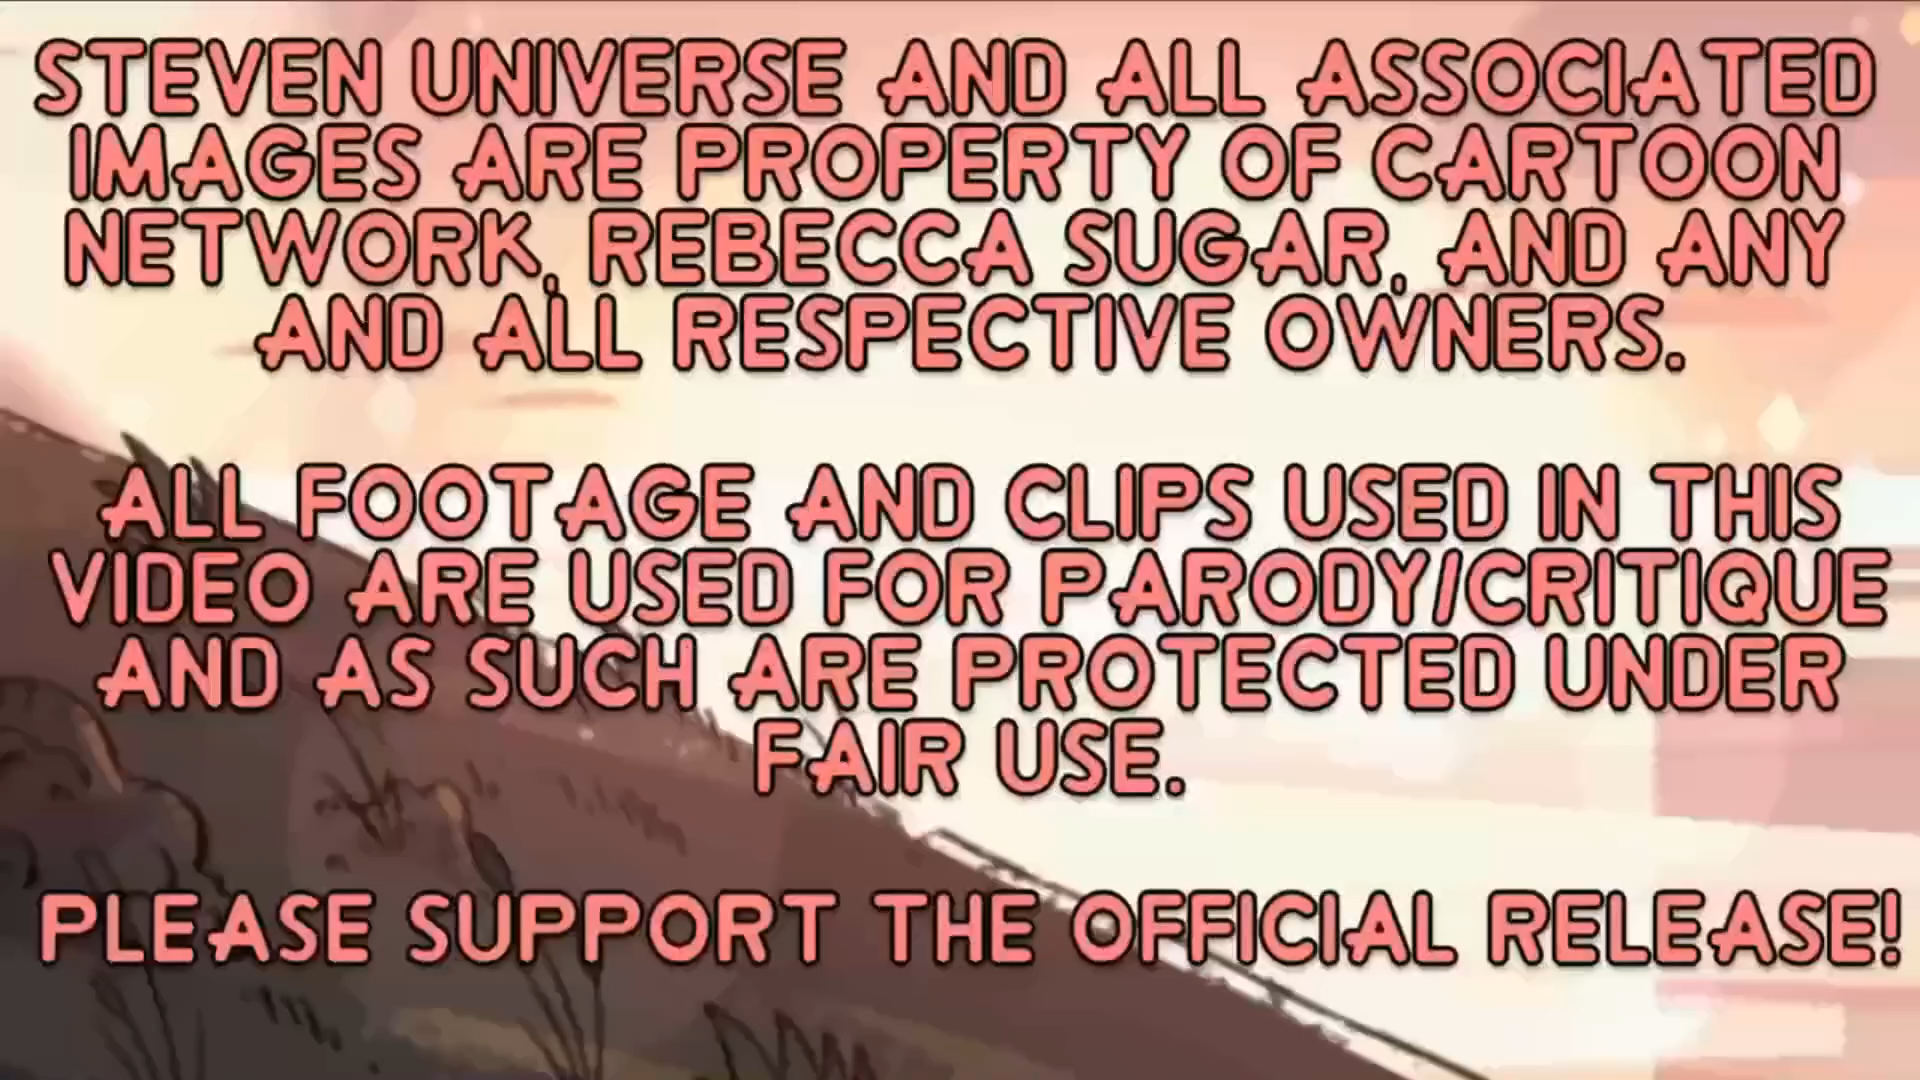 STEVEN UNIVERSE AND ALL ASSOCIATED
IMAGES ARE PROPERTY OF CARTOON
NETWORK, REBECCA SUGAR, AND ANY
AND ALL RESPECTIVE OWNERS.
ALL FOOTAGE AND CLIPS USED IN THIS
VIDEO ARE USED FOR PARODY/CRITIQUE
AND AS SUCH ARE PROTECTED UNDER
FAIR USE.
PLEASE SUPPORT THE OFFICIAL RELEASE!